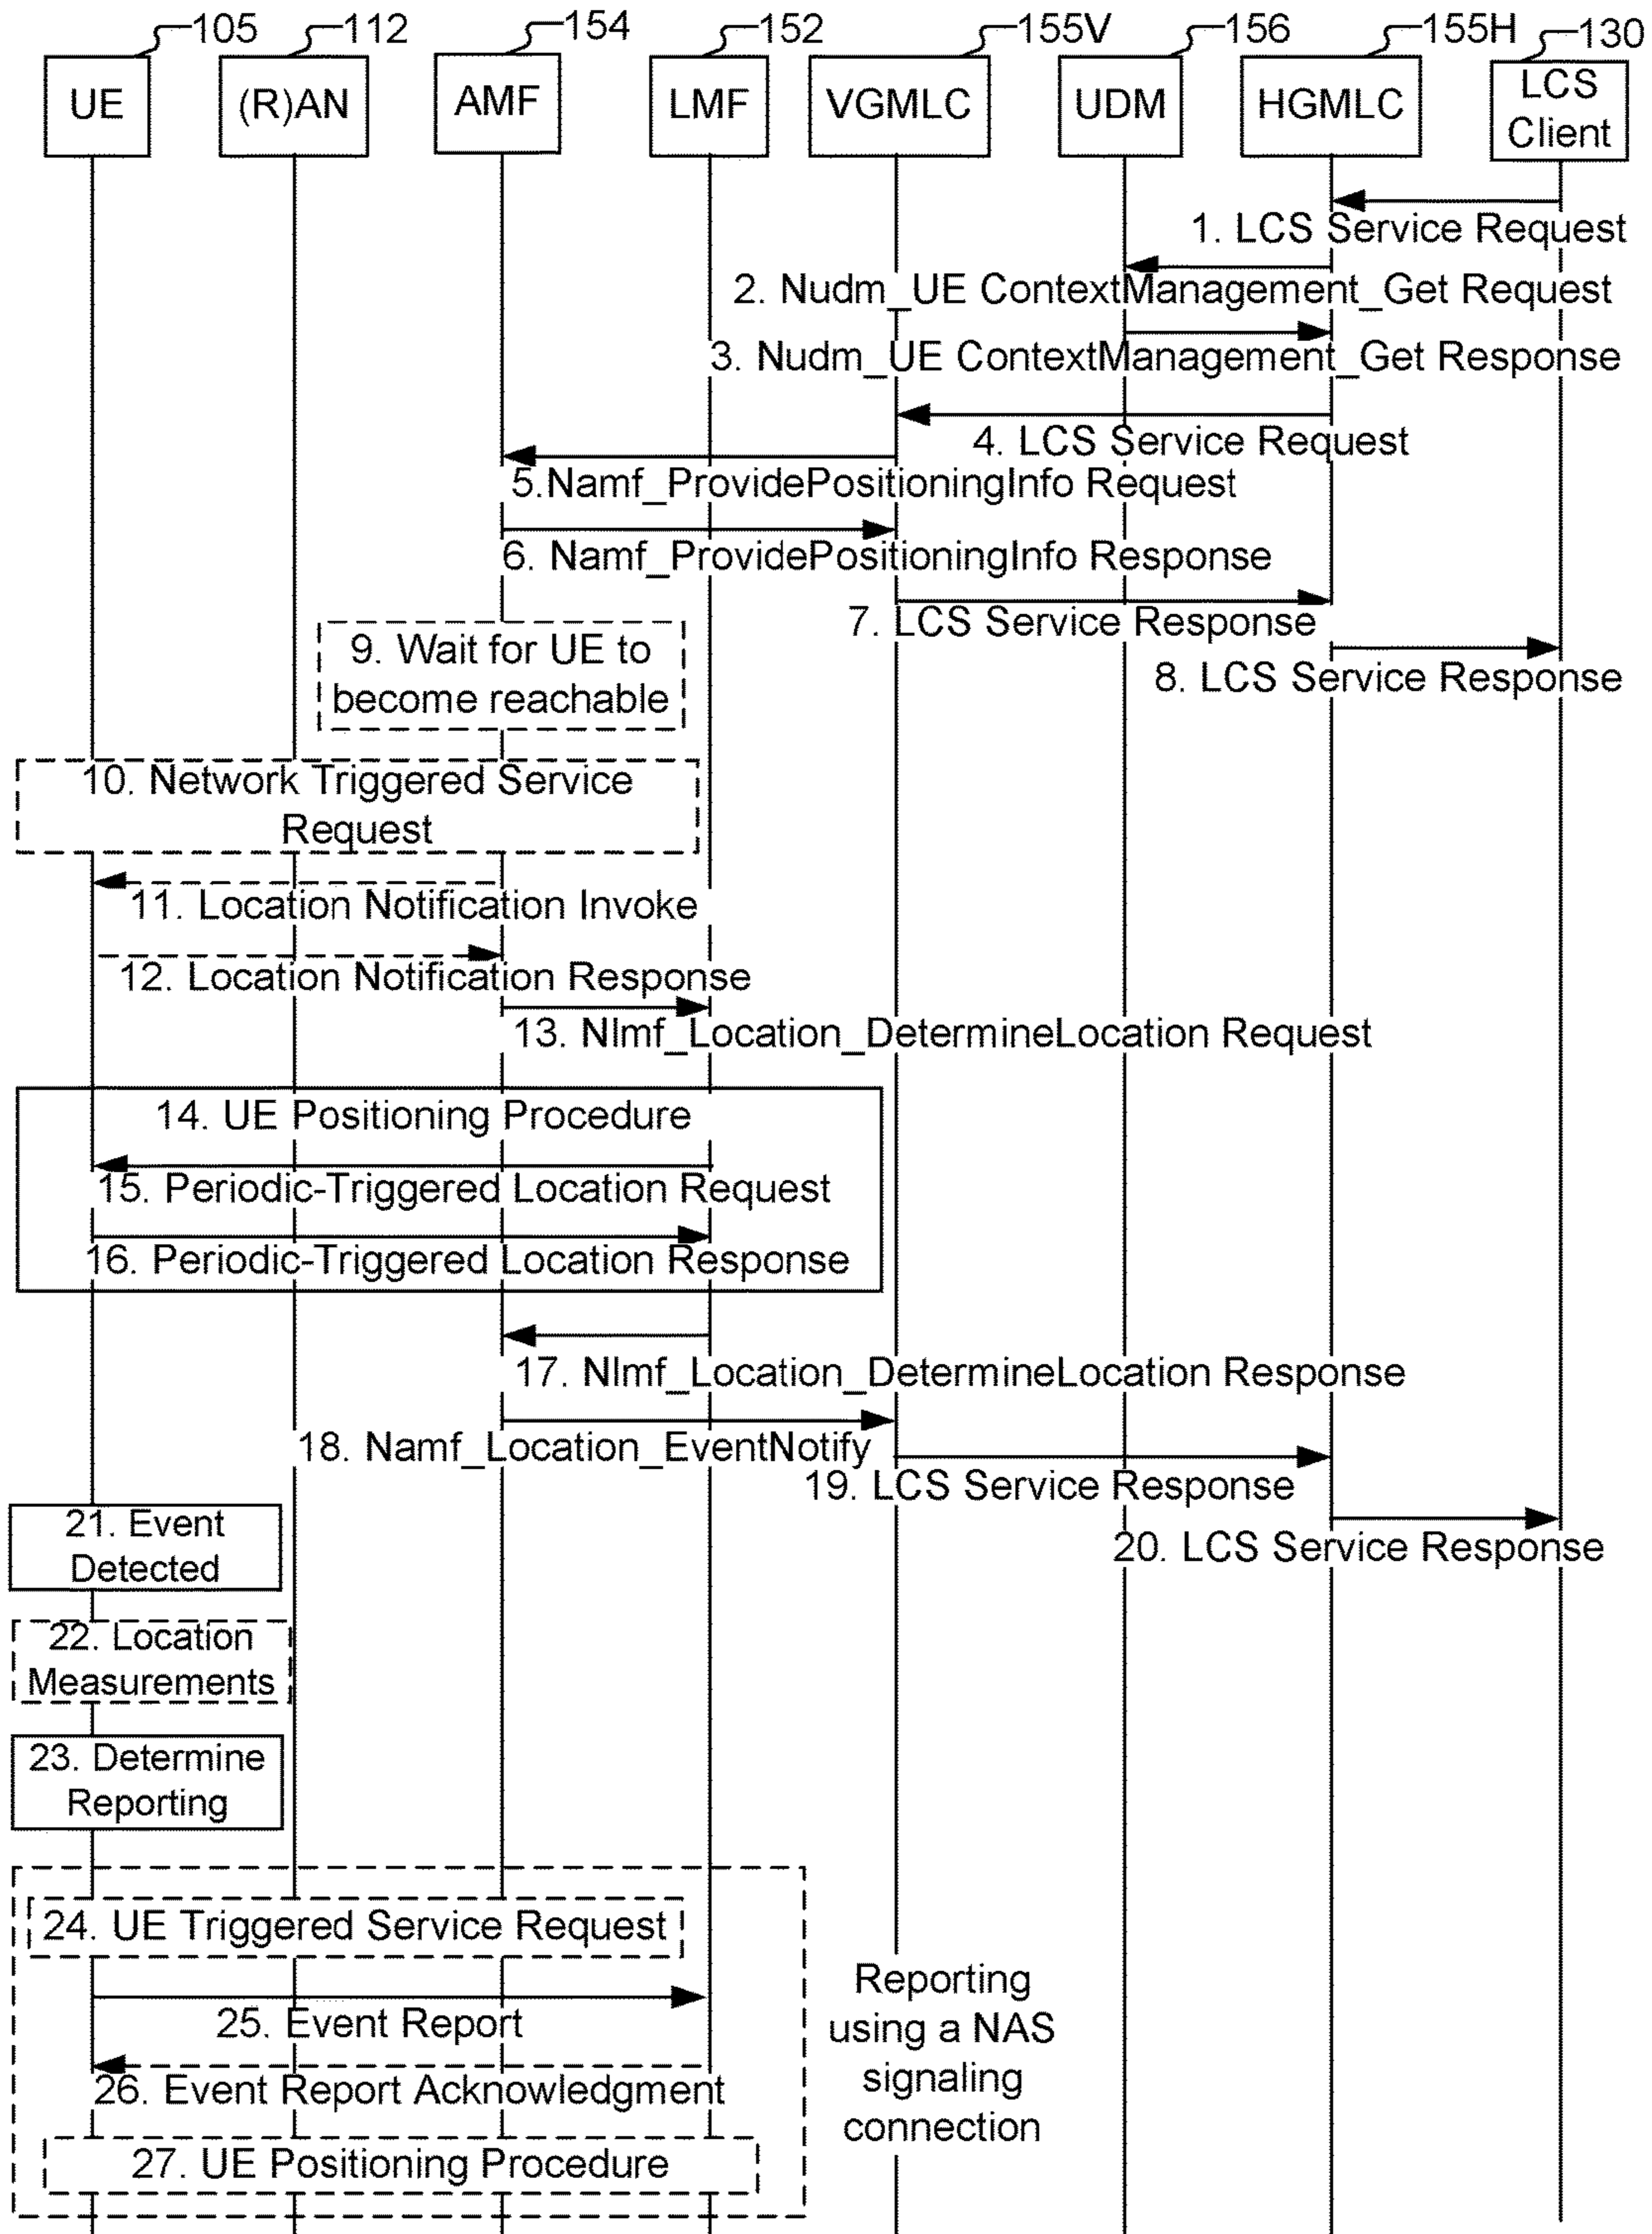 105
112
154
152
155V
156
155H
130
UE
(R)AN
AMF
LMF
VGMLC
UDM
HGMLC
LCS
Client
1. LCS Service Request
2. Nudm_UE ContextManagement_Get Request
3. Nudm_UE ContextManagement_Get Response
4. LCS Service Request
5.Namf_ProvidePositioningInfo Request
6. Namf_ProvidePositioningInfo Response
7. LCS Service Response
8. LCS Service Response
9. Wait for UE to
become reachable
10. Network Triggered Service
Request
11. Location Notification Invoke
12. Location Notification Response
13. Nlmf_Location_DetermineLocation Request
14. UE Positioning Procedure
15. Periodic-Triggered Location Request
16. Periodic-Triggered Location Response
17. Nlmf_Location_DetermineLocation Response
18. Namf_Location_EventNotify
19. LCS Service Response
20. LCS Service Response
21. Event
Detected
22. Location
Measurements
23. Determine
Reporting
24. UE Triggered Service Request
25. Event Report
26. Event Report Acknowledgment
27. UE Positioning Procedure
Reporting
using a NAS
signaling
connection